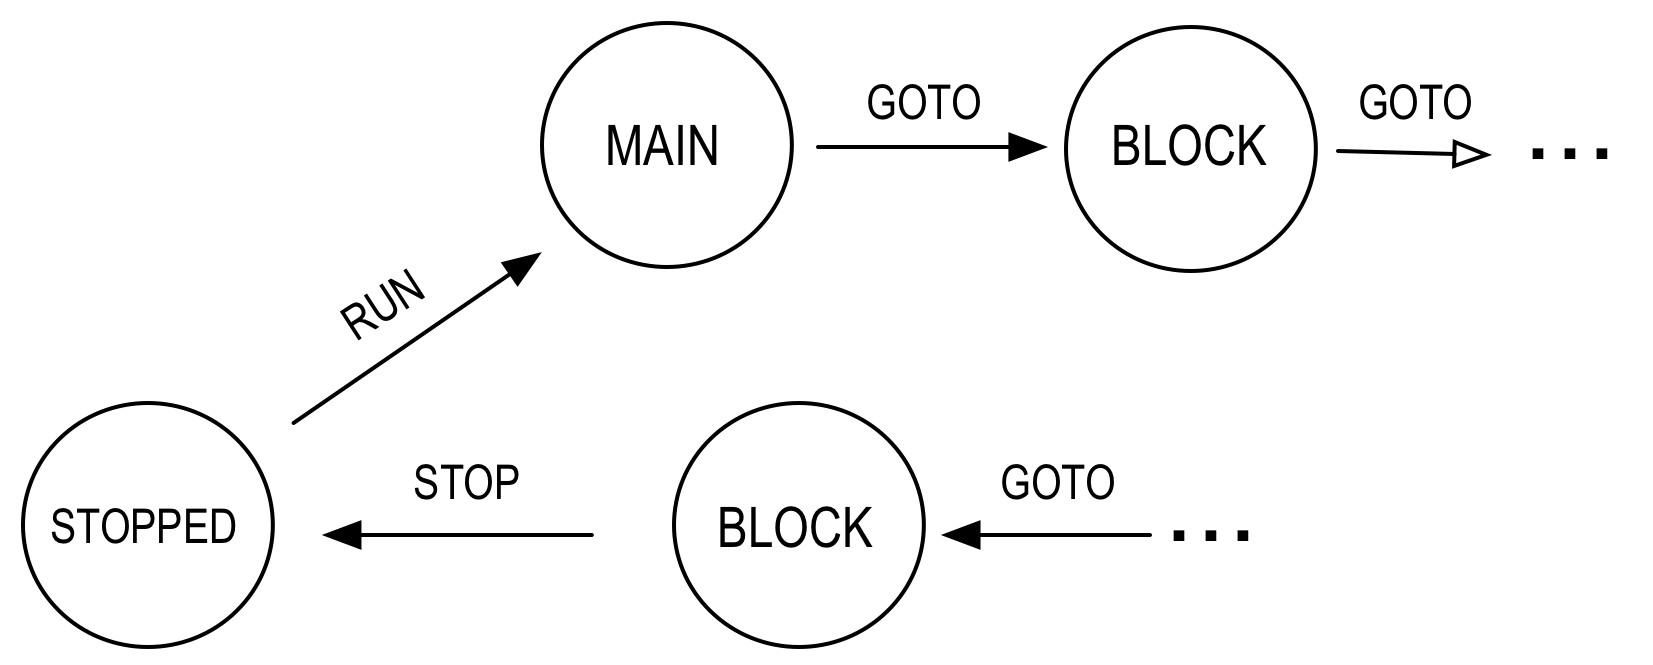 GOTO
GOTO
MAIN
BLOCK
. . .
RUN
STOP
GOTO
STOPPED
BLOCK
. . .